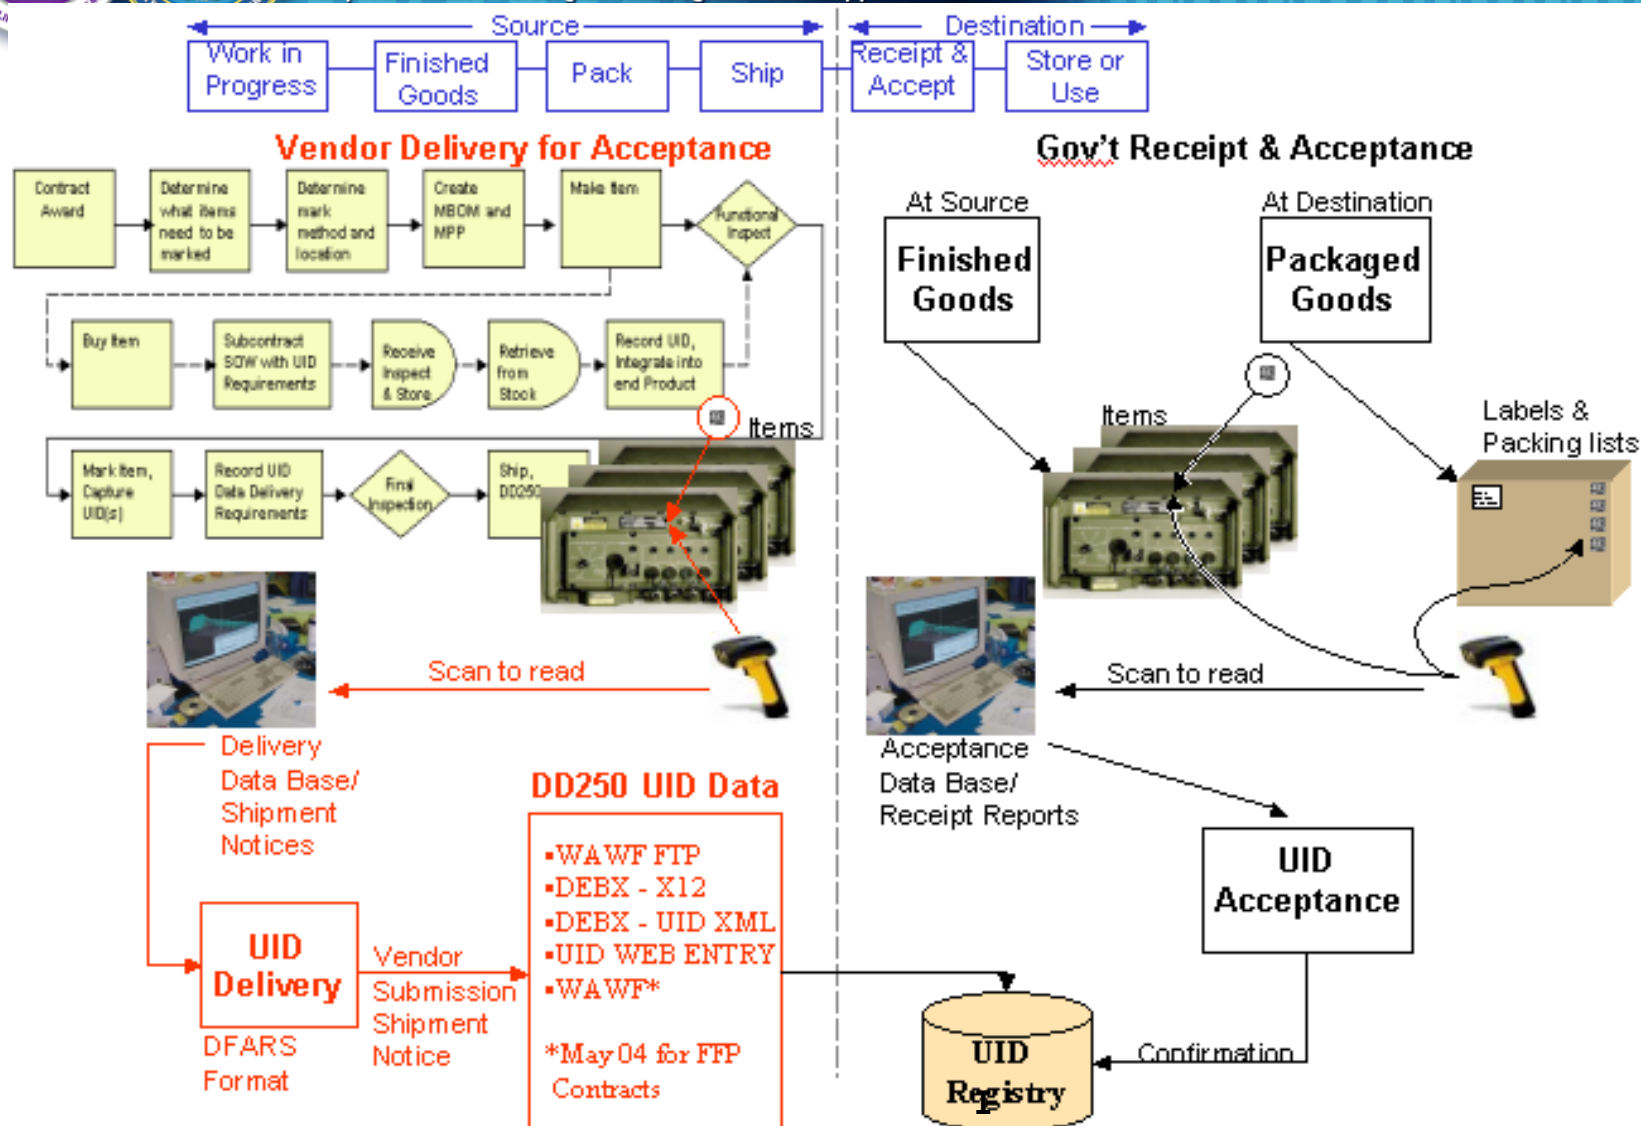 Source
Destination
Work in
Progress
Finished
Goods
Pack
Ship
Receipt &
Accept
Store or
Use
Vendor Delivery for Acceptance
Contract
Award
Determine
what items
need to be
marked
Determine
mark
method and
location
Create
MBOM and
MPP
Make Item
Functional
Inspect
Buy Item
Subcontract
SOW with UID
Requirements
Receive
Inspect
& Store
Retrieve
from
Stock
Record UID,
Integrate into
end Product
Items
Mark Item,
Capture
UID(s)
Record UID
Data Delivery
Requirements
Final
Inspection
Ship,
DD250
Scan to read
Delivery
Data Base/
Shipment
Notices
UID
Delivery
DFARS
Format
Vendor
Submission
Shipment
Notice
DD250 UID Data
▪WAWF FTP
▪DEBX - X12
▪DEBX - UID XML
▪UID WEB ENTRY
▪WAWF*
*May 04 for FFP
Contracts
Gov't Receipt & Acceptance
At Source
Finished
Goods
At Destination
Packaged
Goods
Items
Labels &
Packing lists
Scan to read
Acceptance
Data Base/
Receipt Reports
UID
Acceptance
Confirmation
UID
Registry